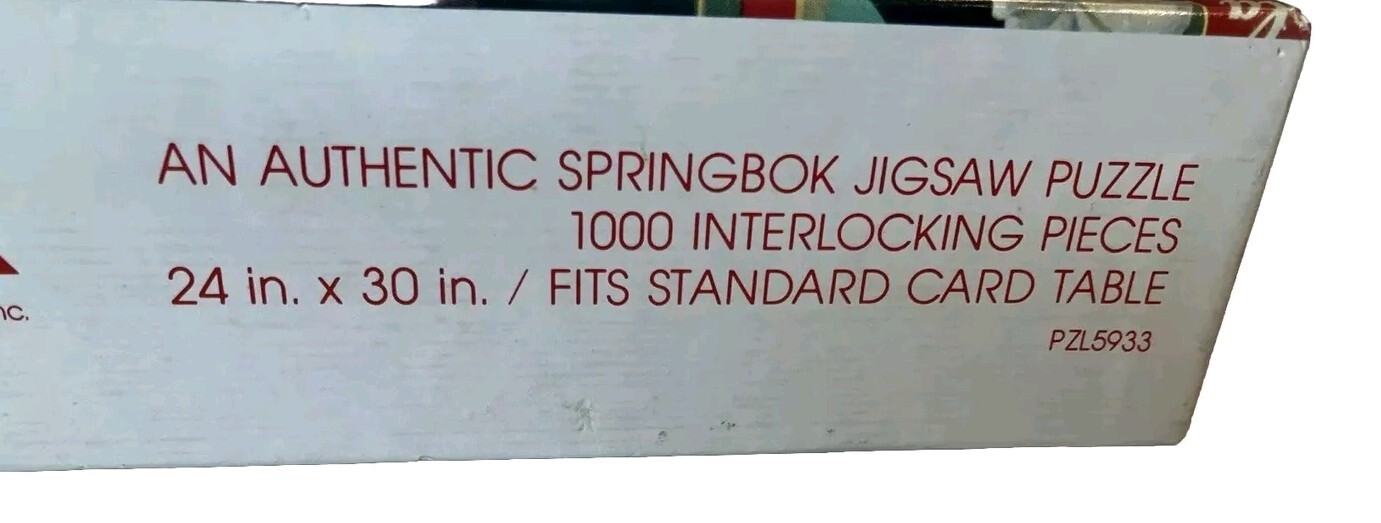 AN AUTHENTIC SPRINGBOK JIGSAW PUZZLE
1000 INTERLOCKING PIECES
24 in. x 30 in. / FITS STANDARD CARD TABLE
PZL5933